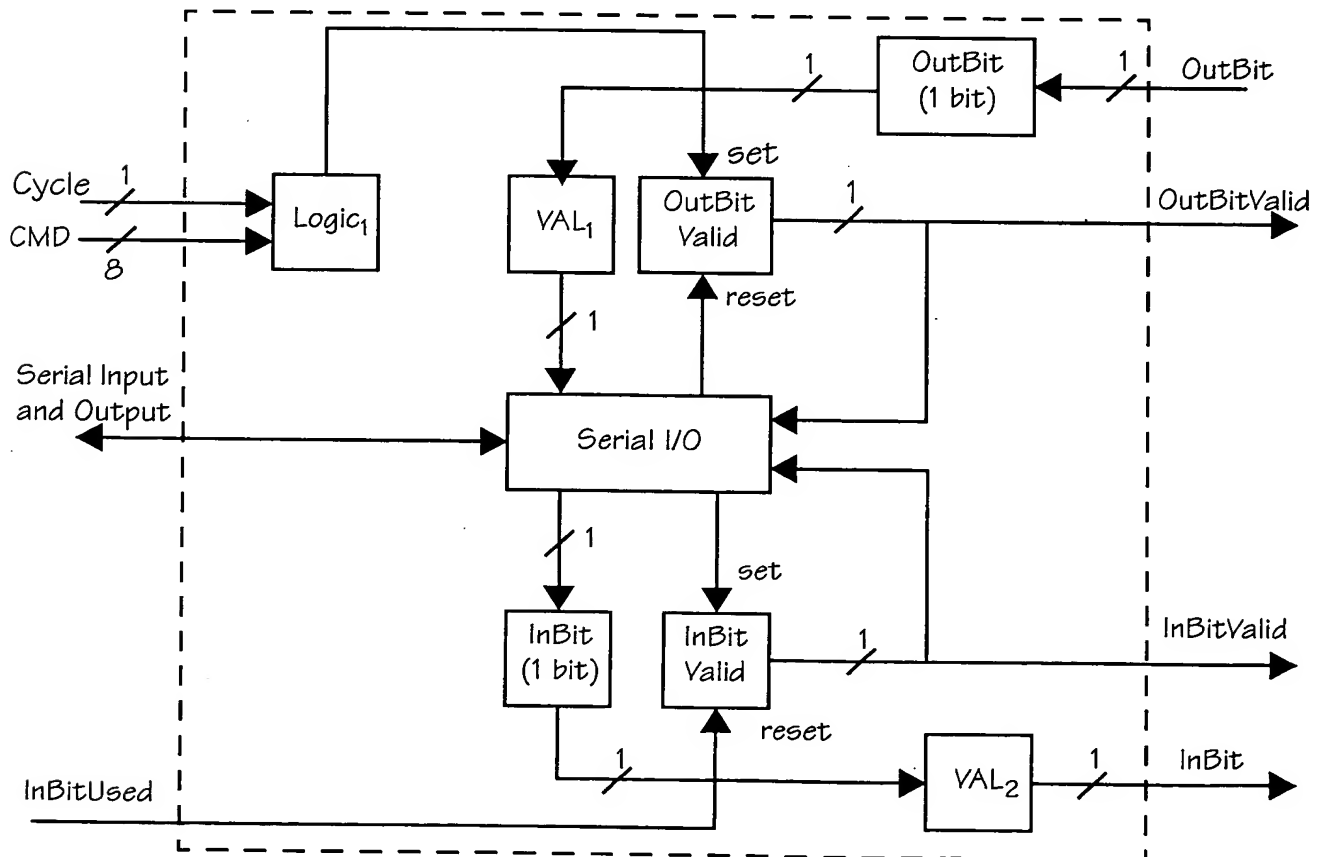 1
OutBit
(1 bit)
1
OutBit
set
Cycle
1
CMD
8
Logic₁
VAL₁
OutBit
Valid
1
OutBitValid
reset
1
Serial Input
and Output
Serial I/O
1
set
InBit
(1 bit)
InBit
Valid
1
InBitValid
reset
1
VAL₂
1
InBit
InBitUsed